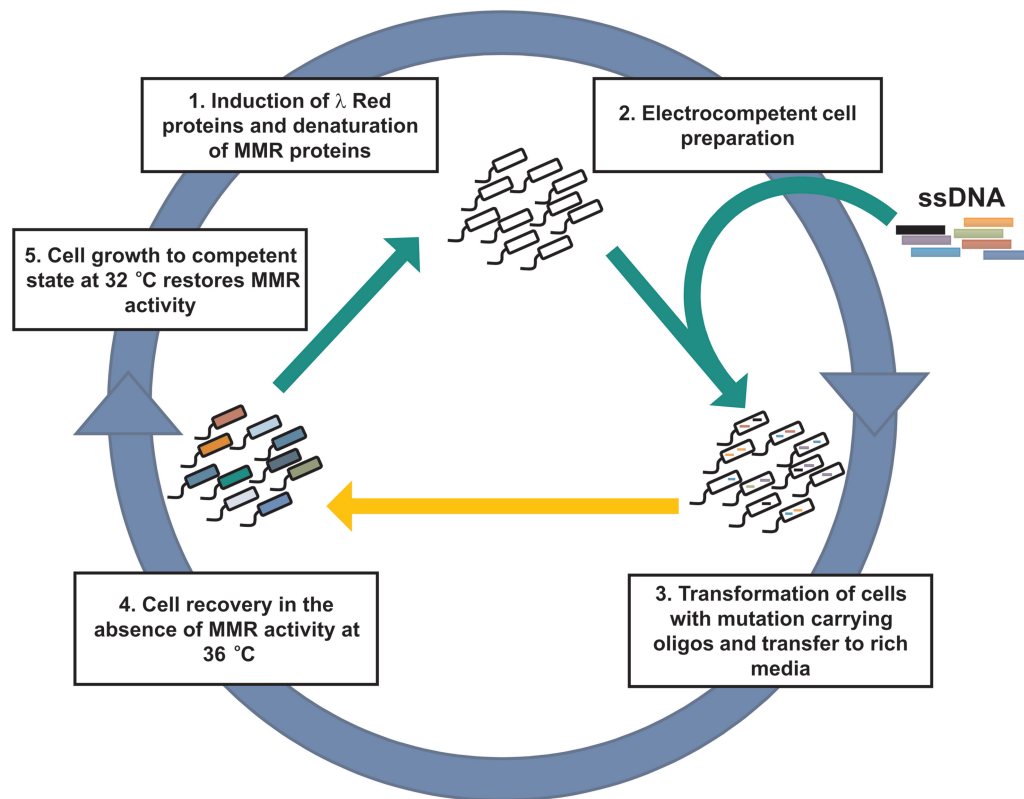 1. Induction of λ Red
proteins and denaturation
of MMR proteins
2. Electrocompetent cell
preparation
ssDNA
3. Transformation of cells
with mutation carrying
oligos and transfer to rich
media
4. Cell recovery in the
absence of MMR activity at
36 °C
5. Cell growth to competent
state at 32 °C restores MMR
activity